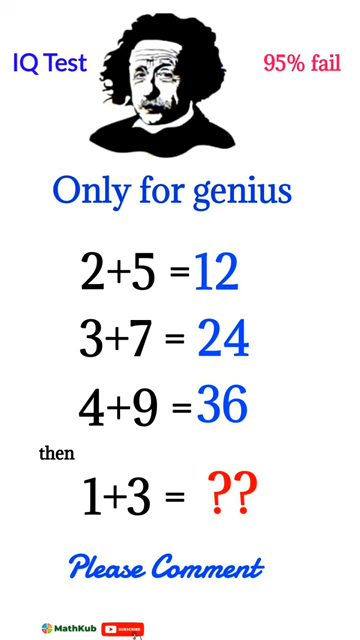 IQ Test
95% fail
Only for genius
2+5 =12
3+7 = 24
4+9 =36
then
1+3 = ??
Please Comment
MathKub SUBSCRIBE